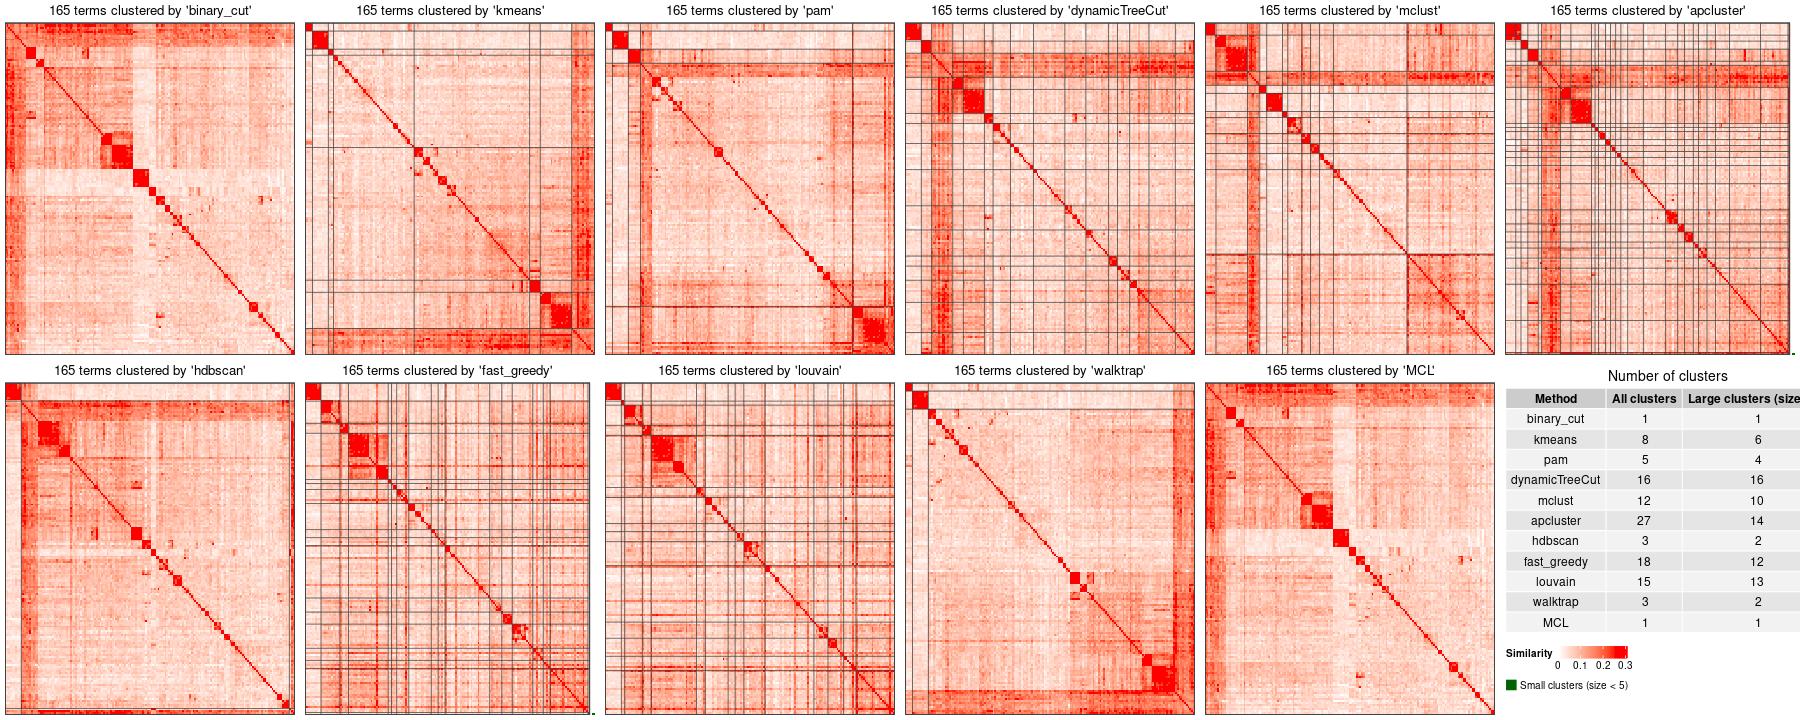 165 terms clustered by 'binary_cut'
165 terms clustered by 'kmeans'
165 terms clustered by 'pam'
165 terms clustered by 'dynamicTreeCut'
165 terms clustered by 'mclust'
165 terms clustered by 'apcluster'
165 terms clustered by 'hdbscan'
165 terms clustered by 'fast_greedy'
165 terms clustered by 'louvain'
165 terms clustered by 'walktrap'
165 terms clustered by 'MCL'
Number of clusters
Method All clusters Large clusters (size
binary_cut 1 1
kmeans 8 6
pam 5 4
dynamicTreeCut 16 16
mclust 12 10
apcluster 27 14
hdbscan 3 2
fast_greedy 18 12
louvain 15 13
walktrap 3 2
MCL 1 1
Similarity
0 0.1 0.2 0.3
Small clusters (size < 5)